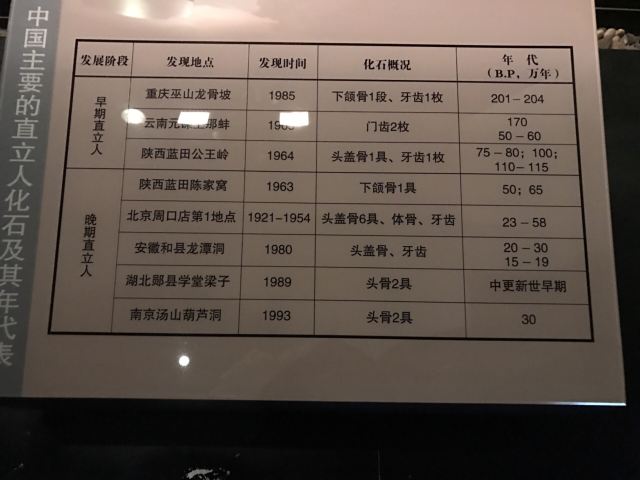 中国主要的直立人化石及其年代表
发展阶段 发现地点 发现时间 化石概况 年代
(B.P, 万年)
早期直立人
重庆巫山龙骨坡 1985 下颌骨1段、牙齿1枚 201–204
云南元 那蚌 门齿2枚 170
50–60
陕西蓝田公王岭 1964 头盖骨1具、牙齿1枚 75–80; 100;
110–115
晚期直立人
陕西蓝田陈家窝 1963 下颌骨1具 50; 65
北京周口店第1地点 1921–1954 头盖骨6具、体骨、牙齿 23–58
安徽和县龙潭洞 1980 头盖骨、牙齿 20–30
15–19
湖北郧县学堂梁子 1989 头骨2具 中更新世早期
南京汤山葫芦洞 1993 头骨2具 30